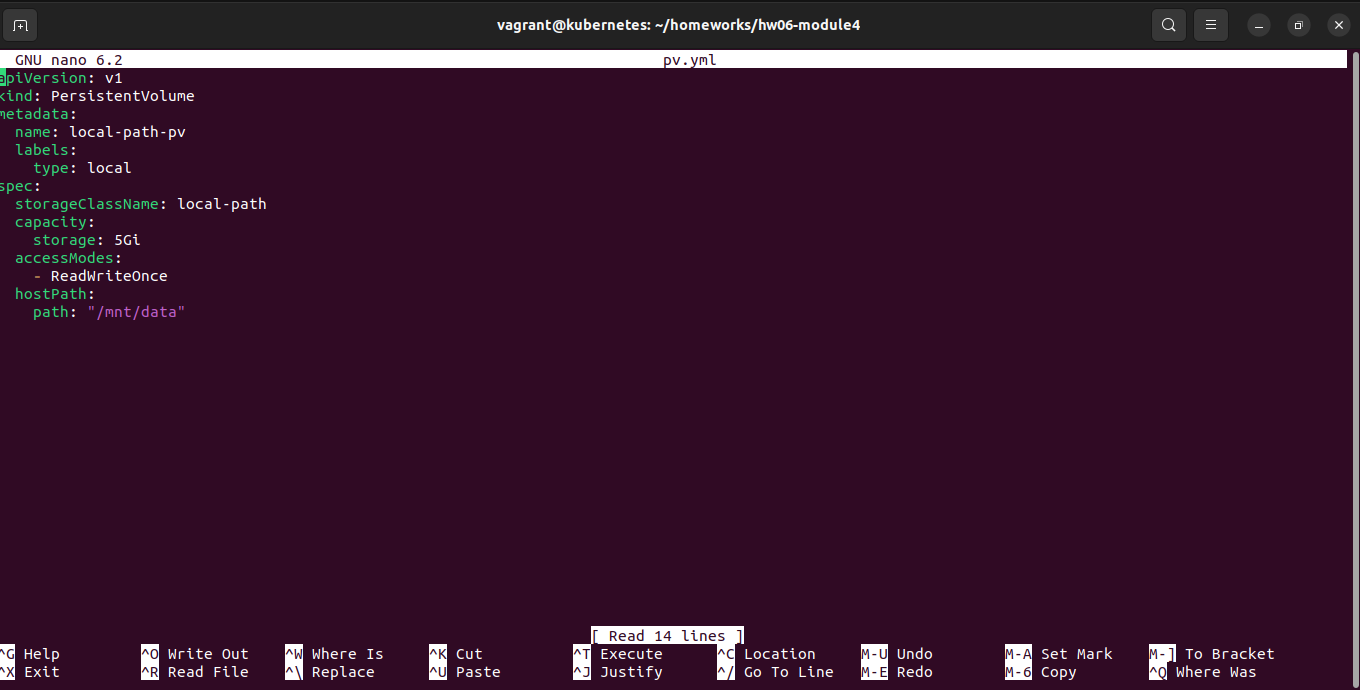 vagrant@kubernetes: ~/homeworks/hw06-module4
GNU nano 6.2 pv.yml
apiVersion: v1
kind: PersistentVolume
metadata:
  name: local-path-pv
  labels:
    type: local
spec:
  storageClassName: local-path
  capacity:
    storage: 5Gi
  accessModes:
    - ReadWriteOnce
  hostPath:
    path: "/mnt/data"
[ Read 14 lines ]
^G Help ^O Write Out ^W Where Is ^K Cut ^T Execute ^C Location M-U Undo M-A Set Mark M-] To Bracket
^X Exit ^R Read File ^\ Replace ^U Paste ^J Justify ^/ Go To Line M-E Redo M-6 Copy ^Q Where Was